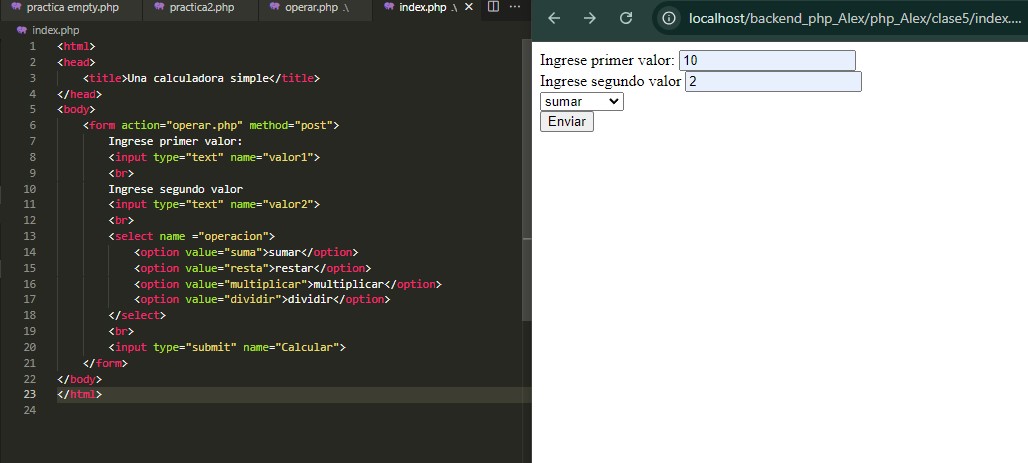 practica empty.php
practica2.php
operar.php .\
index.php .\
index.php
1 <html>
2 <head>
3 <title>Una calculadora simple</title>
4 </head>
5 <body>
6 <form action="operar.php" method="post">
7 Ingrese primer valor:
8 <input type="text" name="valor1">
9 <br>
10 Ingrese segundo valor
11 <input type="text" name="valor2">
12 <br>
13 <select name ="operacion">
14 <option value="suma">sumar</option>
15 <option value="resta">restar</option>
16 <option value="multiplicar">multiplicar</option>
17 <option value="dividir">dividir</option>
18 </select>
19 <br>
20 <input type="submit" name="Calcular">
21 </form>
22 </body>
23 </html>
24
localhost/backend_php_Alex/php_Alex/clase5/index....
Ingrese primer valor: 10
Ingrese segundo valor 2
sumar
Enviar